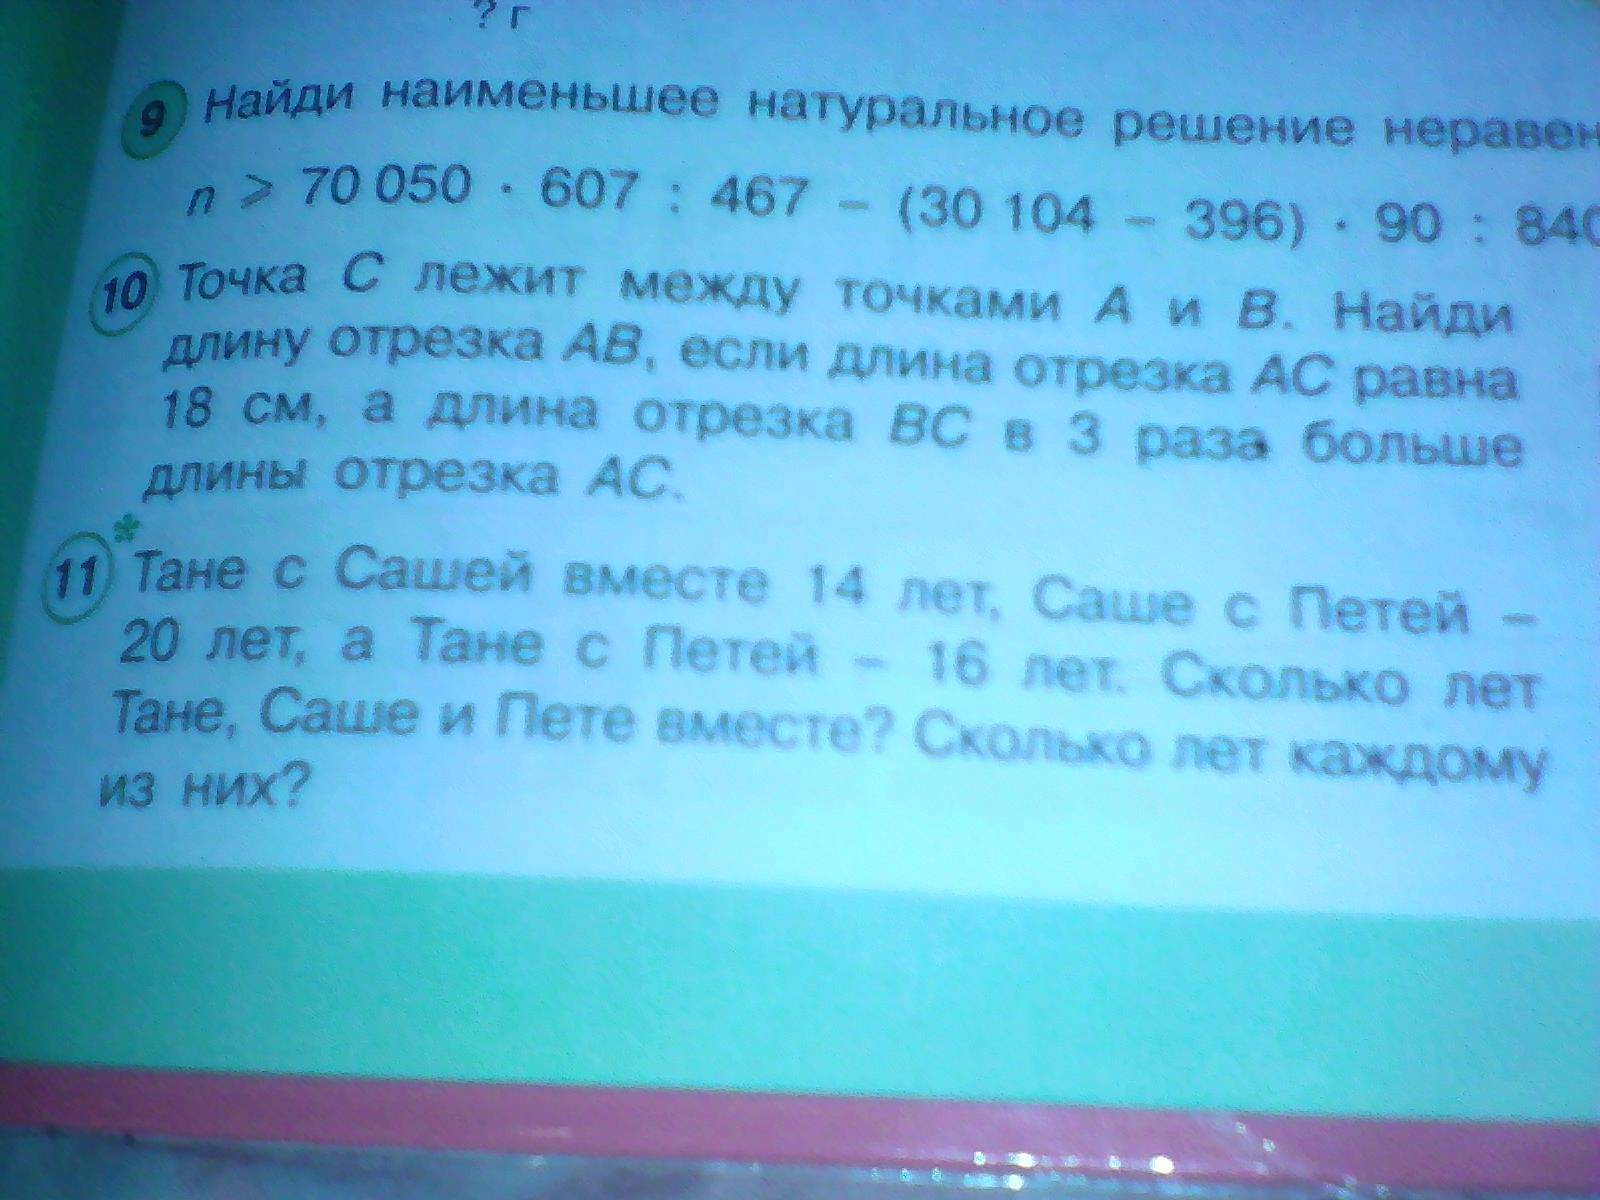 ? г
9 Найди наименьшее натуральное решение
n > 70 050 · 607 : 467 – (30 104 – 396) · 90 : 840
10 Точка C лежит между точками A и B. Найди
длину отрезка AB, если длина отрезка AC равна
18 см, а длина отрезка BC в 3 раза больше
длины отрезка AC.
11* Тане с Сашей вместе 14 лет, Саше с Петей –
20 лет, а Тане с Петей – 16 лет. Сколько лет
Тане, Саше и Пете вместе? Сколько лет каждому
из них?